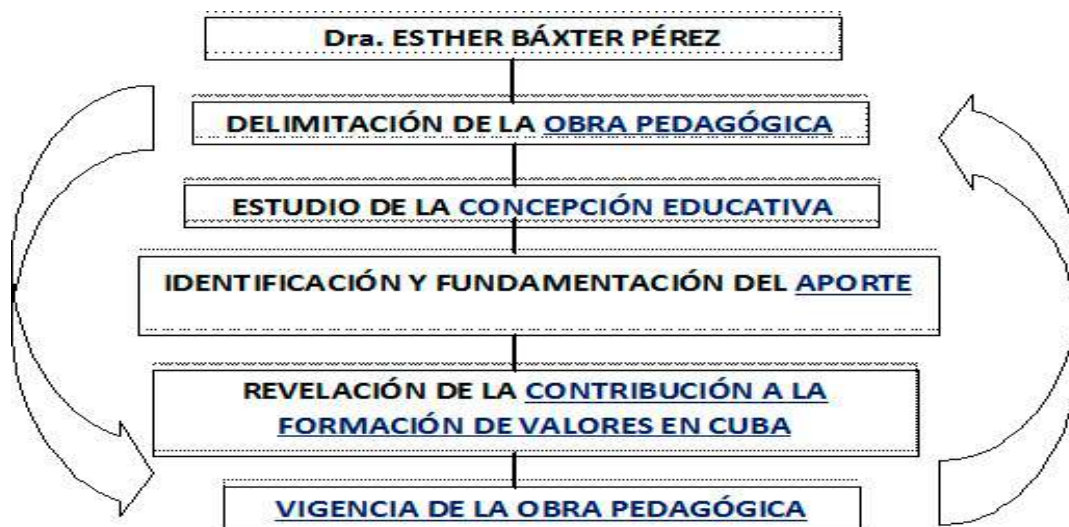 Dra. ESTHER BÁXTER PÉREZ
DELIMITACIÓN DE LA OBRA PEDAGÓGICA
ESTUDIO DE LA CONCEPCIÓN EDUCATIVA
IDENTIFICACIÓN Y FUNDAMENTACIÓN DEL APORTE
REVELACIÓN DE LA CONTRIBUCIÓN A LA
FORMACIÓN DE VALORES EN CUBA
VIGENCIA DE LA OBRA PEDAGÓGICA